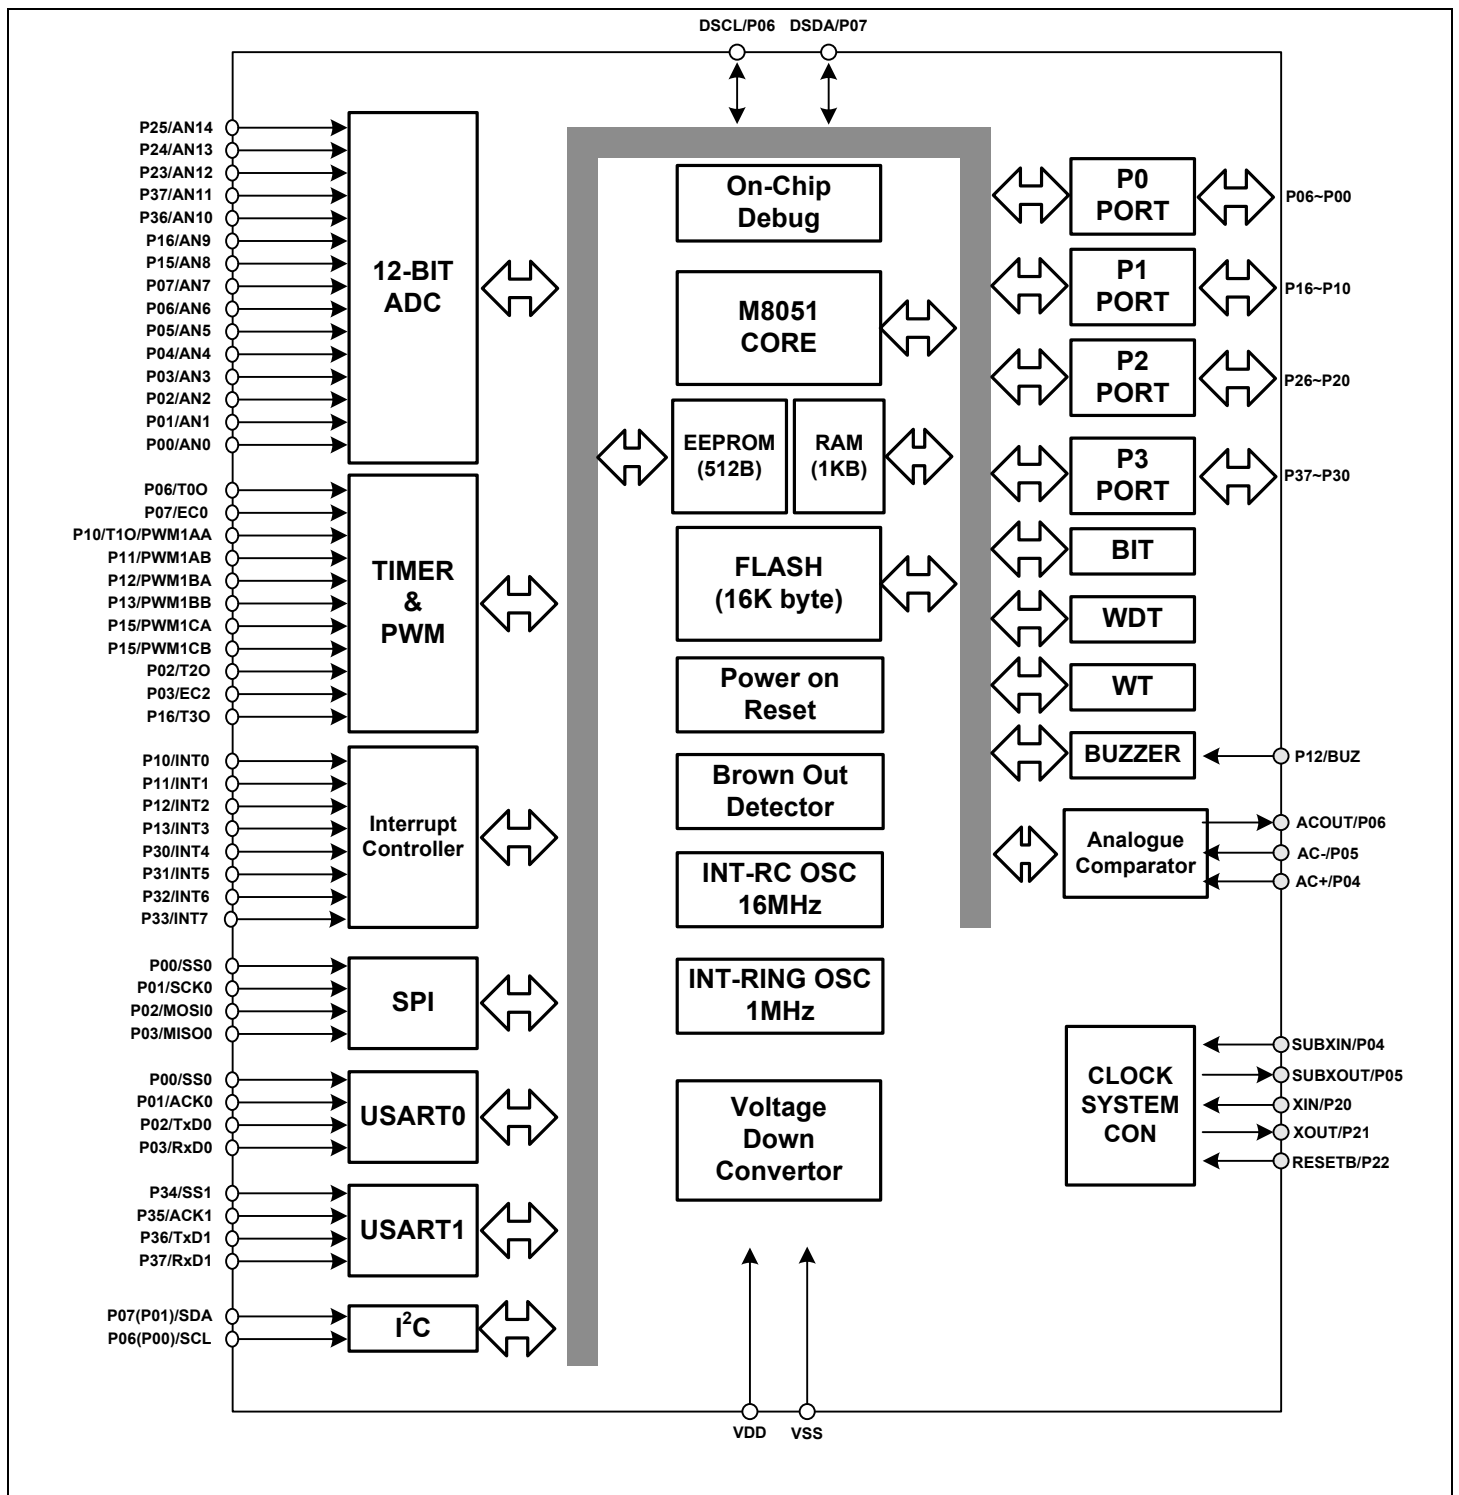 DSCL/P06 DSDA/P07
P25/AN14
P24/AN13
P23/AN12
P37/AN11
P36/AN10
P16/AN9
P15/AN8
P07/AN7
P06/AN6
P05/AN5
P04/AN4
P03/AN3
P02/AN2
P01/AN1
P00/AN0
12-BIT
ADC
P06/T0O
P07/EC0
P10/T1O/PWM1AA
P11/PWM1AB
P12/PWM1BA
P13/PWM1BB
P15/PWM1CA
P15/PWM1CB
P02/T2O
P03/EC2
P16/T3O
TIMER
&
PWM
P10/INT0
P11/INT1
P12/INT2
P13/INT3
P30/INT4
P31/INT5
P32/INT6
P33/INT7
Interrupt
Controller
P00/SS0
P01/SCK0
P02/MOSI0
P03/MISO0
SPI
P00/SS0
P01/ACK0
P02/TxD0
P03/RxD0
USART0
P34/SS1
P35/ACK1
P36/TxD1
P37/RxD1
USART1
P07(P01)/SDA
P06(P00)/SCL
I²C
On-Chip
Debug
M8051
CORE
EEPROM
(512B)
RAM
(1KB)
FLASH
(16K byte)
Power on
Reset
Brown Out
Detector
INT-RC OSC
16MHz
INT-RING OSC
1MHz
Voltage
Down
Convertor
VDD VSS
P0
PORT
P06~P00
P1
PORT
P16~P10
P2
PORT
P26~P20
P3
PORT
P37~P30
BIT
WDT
WT
BUZZER
P12/BUZ
Analogue
Comparator
ACOUT/P06
AC-/P05
AC+/P04
CLOCK
SYSTEM
CON
SUBXIN/P04
SUBXOUT/P05
XIN/P20
XOUT/P21
RESETB/P22